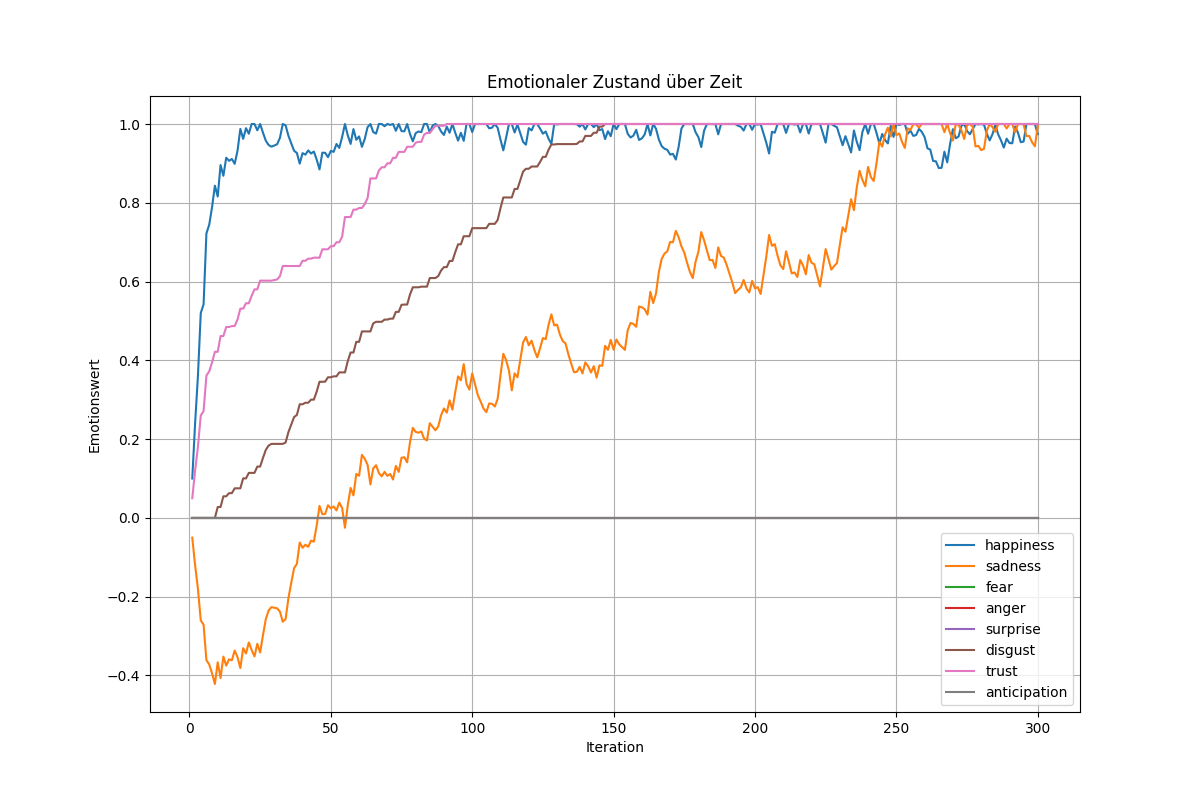 Emotionaler Zustand über Zeit
Emotionswert
1.0
0.8
0.6
0.4
0.2
0.0
−0.2
−0.4
happiness
sadness
fear
anger
surprise
disgust
trust
anticipation
0 50 100 150 200 250 300
Iteration